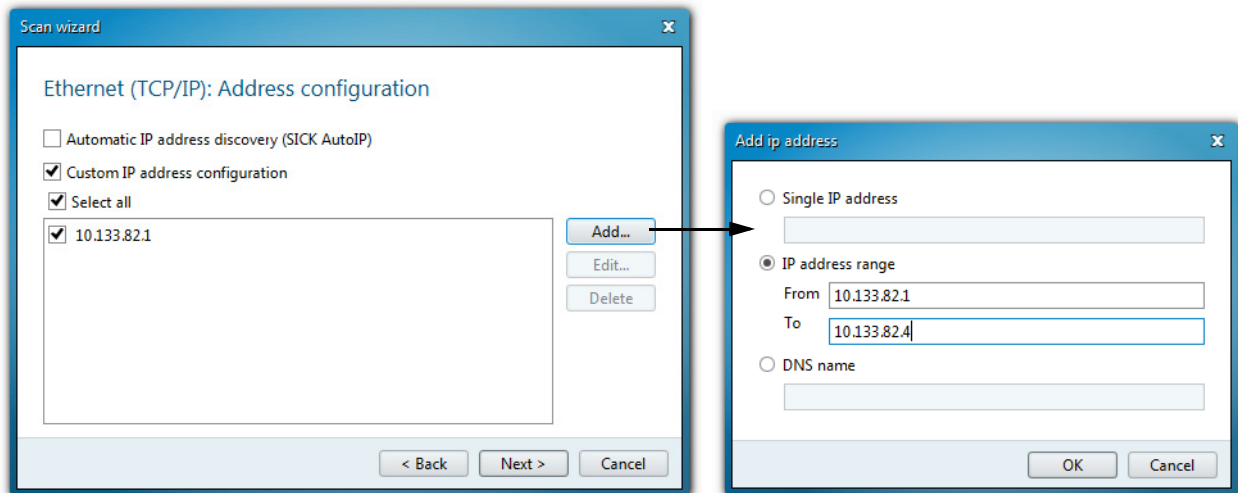 Scan wizard
Ethernet (TCP/IP): Address configuration
Automatic IP address discovery (SICK AutoIP)
Custom IP address configuration
Select all
10.133.82.1
Add...
Edit...
Delete
< Back
Next >
Cancel
Add ip address
Single IP address
IP address range
From 10.133.82.1
To 10.133.82.4
DNS name
OK
Cancel